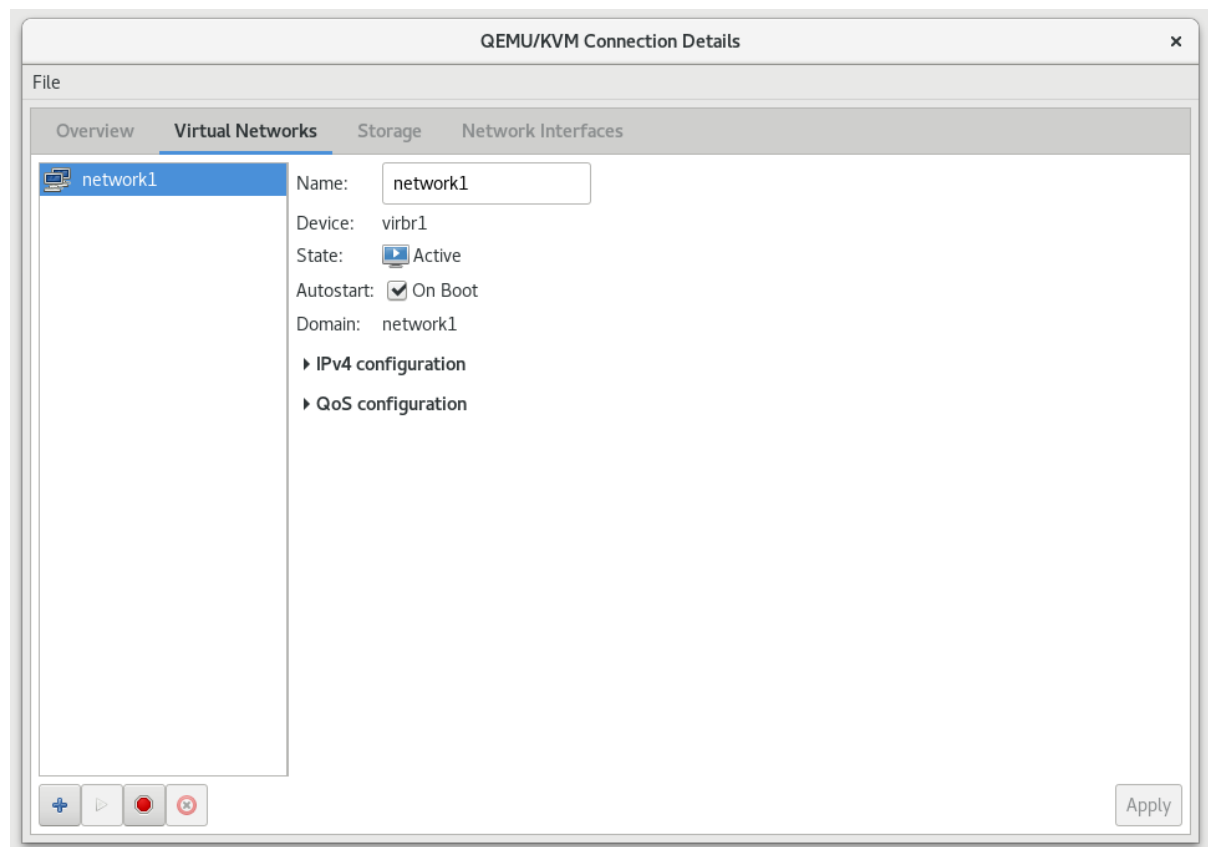 QEMU/KVM Connection Details
File
Overview Virtual Networks Storage Network Interfaces
network1
Name: network1
Device: virbr1
State: Active
Autostart: On Boot
Domain: network1
IPv4 configuration
QoS configuration
Apply